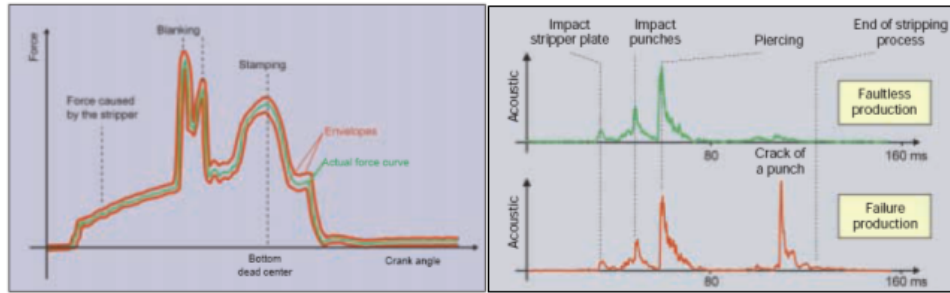 Force
Blanking
Stamping
Force caused
by the stripper
Envelopes
Actual force curve
Bottom
dead center
Crank angle
Impact
stripper plate
Impact
punches
Piercing
End of stripping
process
Acoustic
Faultless
production
80
160 ms
Crack of
a punch
Acoustic
Failure
production
80
160 ms